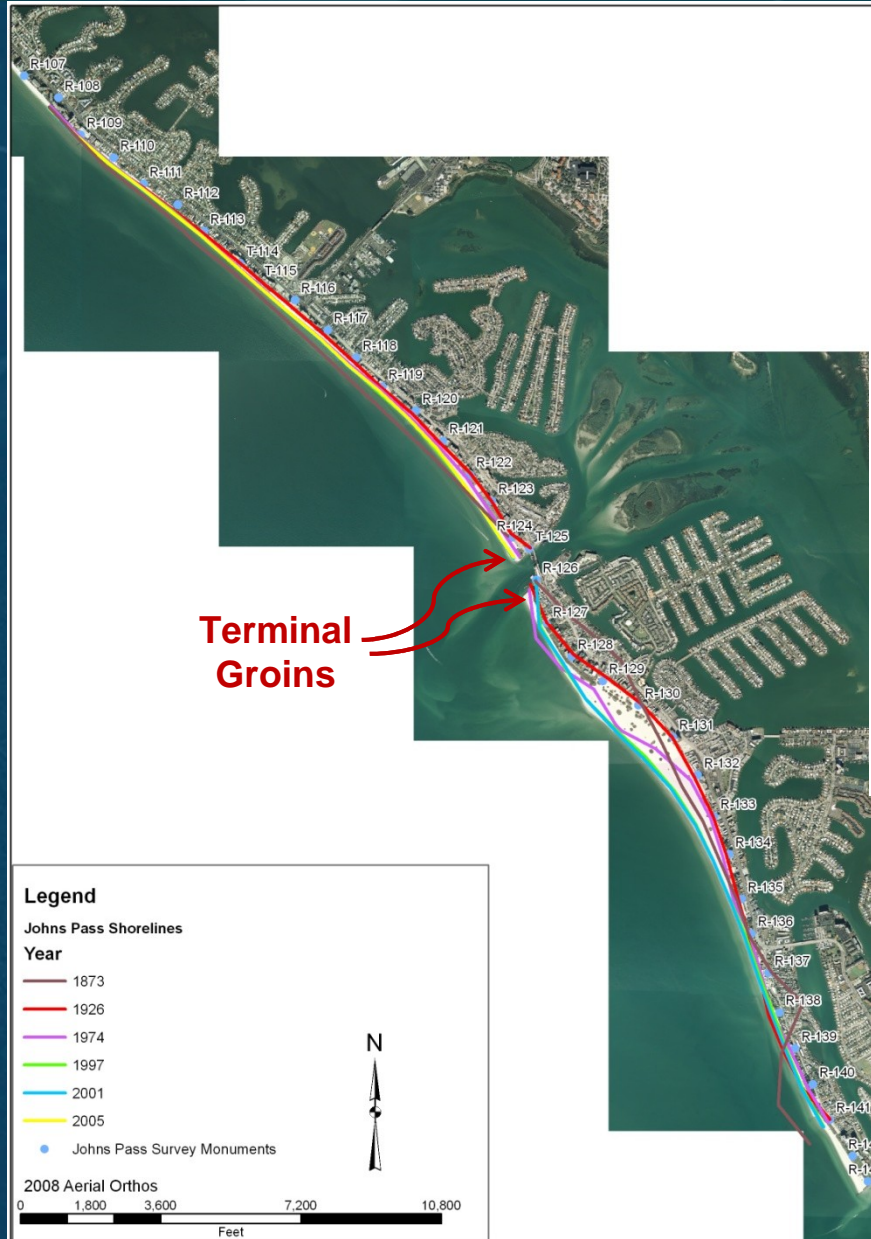 R-107
R-108
R-109
R-110
R-111
R-112
R-113
T-114
T-115
R-116
R-117
R-118
R-119
R-120
R-121
R-122
R-123
R-124
T-125
R-126
R-127
R-128
R-129
R-130
R-131
R-132
R-133
R-134
R-135
R-136
R-137
R-138
R-139
R-140
R-141
R-14
R-14
Terminal
Groins
Legend
Johns Pass Shorelines
Year
1873
1926
1974
1997
2001
2005
Johns Pass Survey Monuments
N
2008 Aerial Orthos
0 1,800 3,600 7,200 10,800
Feet